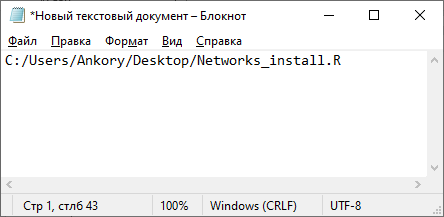 *Новый текстовый документ – Блокнот
Файл Правка Формат Вид Справка
C:/Users/Ankory/Desktop/Networks_install.R
Стр 1, стлб 43 100% Windows (CRLF) UTF-8